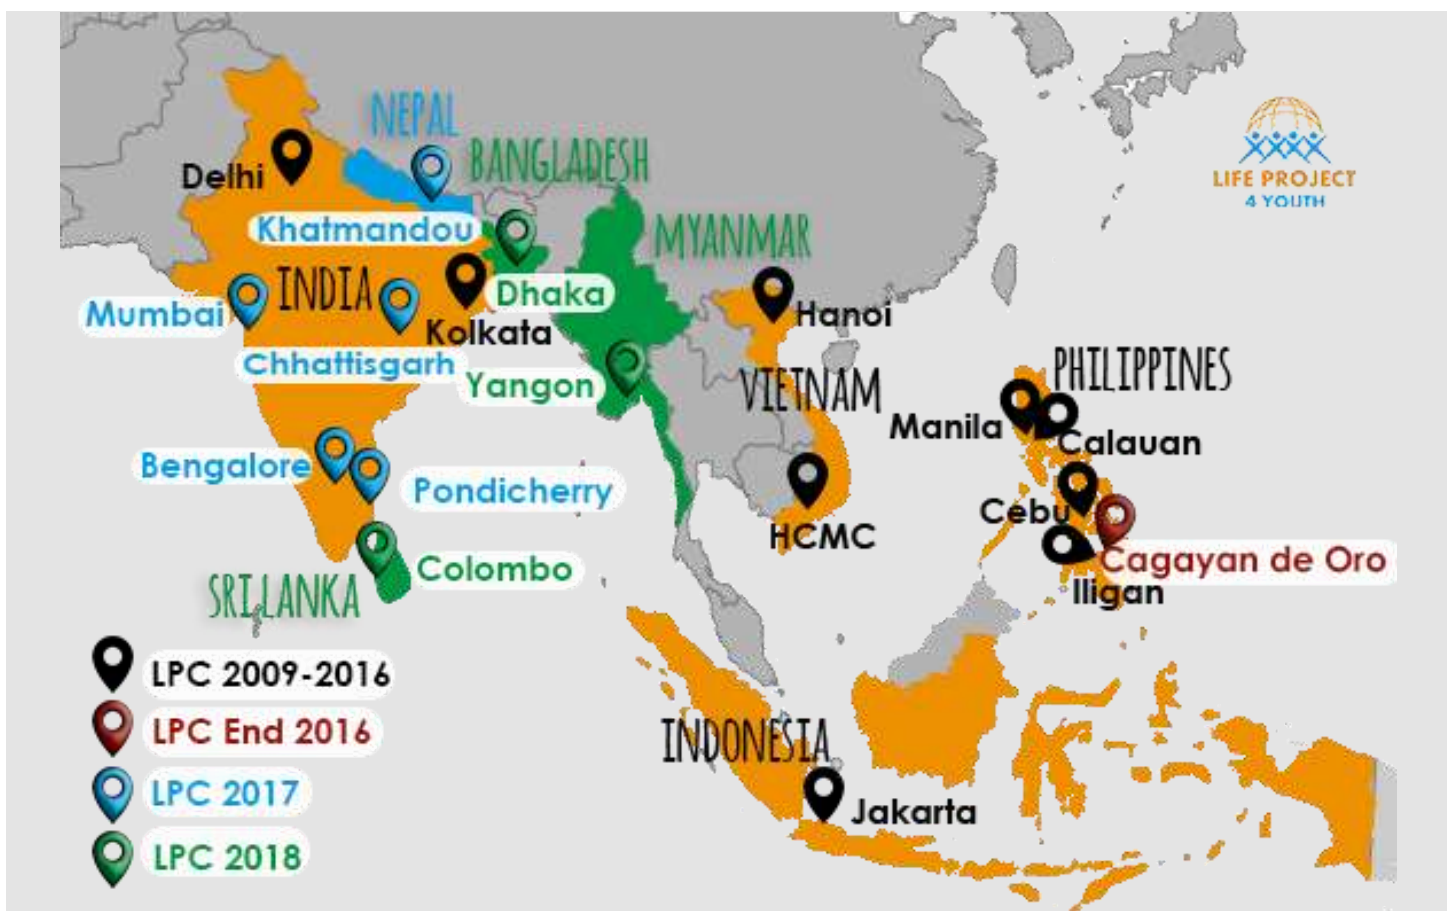 NEPAL
BANGLADESH
LIFE PROJECT
4 YOUTH
Delhi
Khatmandou
MYANMAR
INDIA
Dhaka
Mumbai
Kolkata
Hanoi
Chhattisgarh
Yangon
VIETNAM
PHILIPPINES
Manila
Calauan
Bengalore
Pondicherry
Cebu
HCMC
Cagayan de Oro
Colombo
Iligan
SRI LANKA
LPC 2009-2016
LPC End 2016
INDONESIA
LPC 2017
Jakarta
LPC 2018